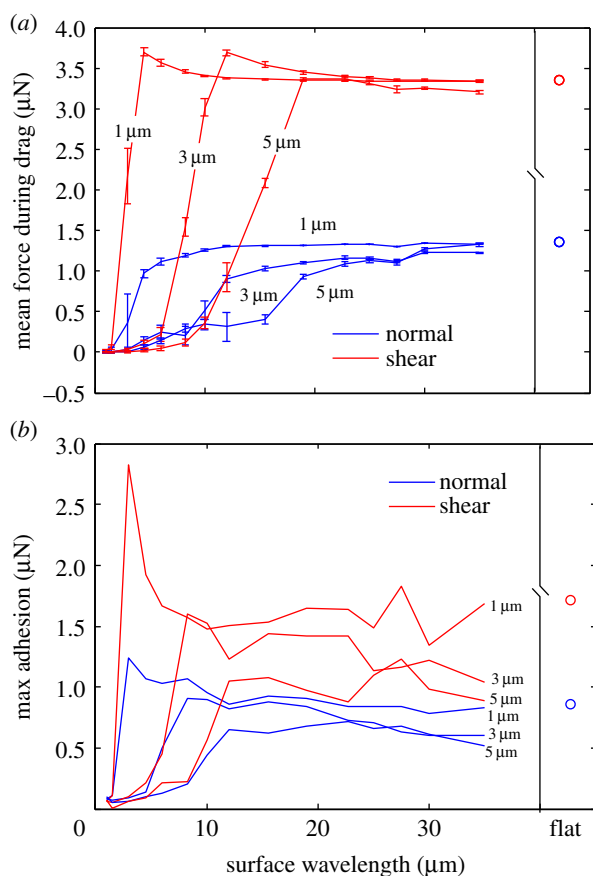 (a)
4.0
3.5
3.0
2.5
2.0
1.5
1.0
0.5
0
–0.5
mean force during drag (µN)
1 µm
3 µm
5 µm
1 µm
3 µm
5 µm
normal
shear
(b)
3.0
2.5
2.0
1.5
1.0
0.5
max adhesion (µN)
normal
shear
1 µm
3 µm
5 µm
1 µm
3 µm
5 µm
0
10
20
30
flat
surface wavelength (µm)